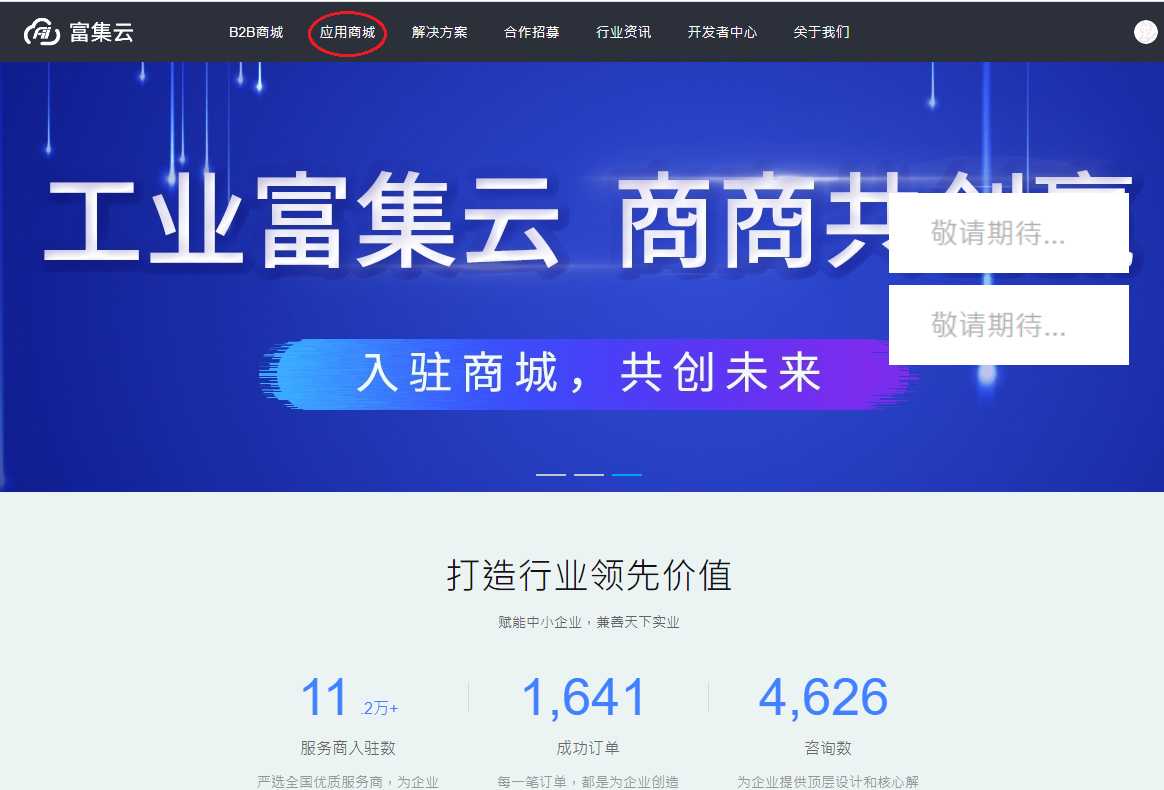 Ai 富集云
B2B商城 应用商城 解决方案 合作招募 行业资讯 开发者中心 关于我们
工业富集云 商商共创
敬请期待...
敬请期待...
入驻商城，共创未来
打造行业领先价值
赋能中小企业，兼善天下实业
11 .2万+ 1,641 4,626
服务商入驻数 成功订单 咨询数
严选全国优质服务商，为企业 每一笔订单，都是为企业创造 为企业提供顶层设计和核心解